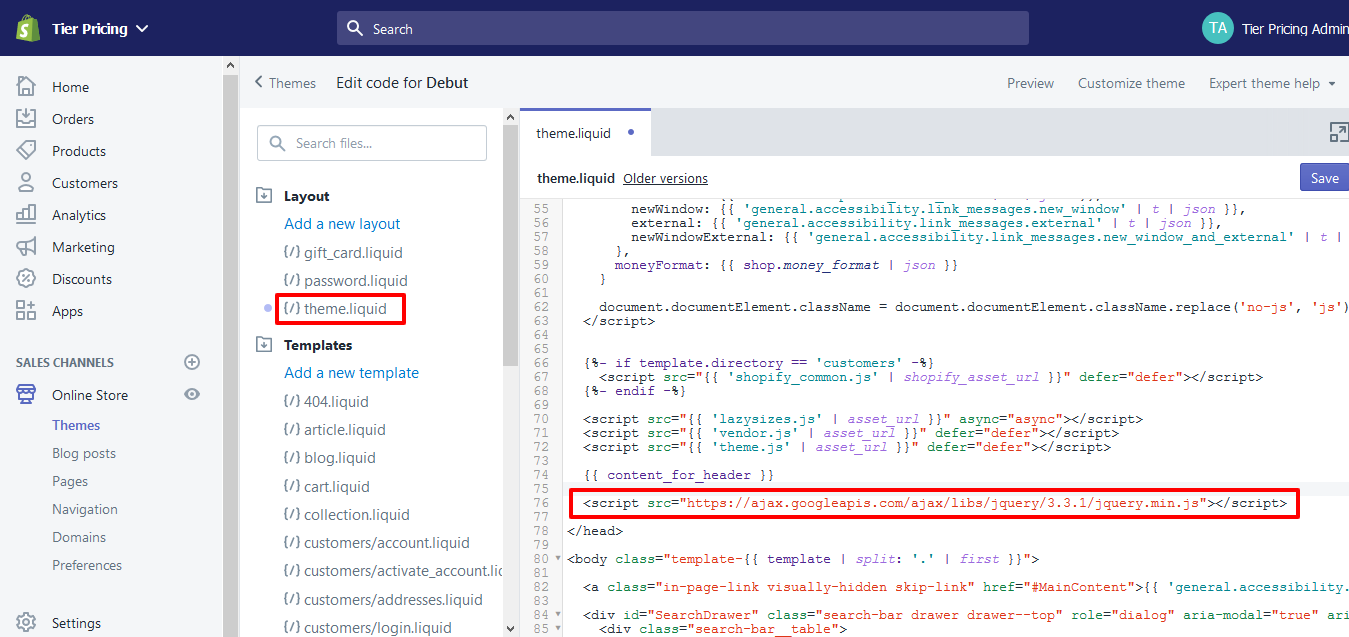 Tier Pricing
Search
TA
Tier Pricing Admin
Home
Orders
Products
Customers
Analytics
Marketing
Discounts
Apps
SALES CHANNELS
Online Store
Themes
Blog posts
Pages
Navigation
Domains
Preferences
Settings
Themes
Edit code for Debut
Preview
Customize theme
Expert theme help
Search files...
Layout
Add a new layout
{/} gift_card.liquid
{/} password.liquid
{/} theme.liquid
Templates
Add a new template
{/} 404.liquid
{/} article.liquid
{/} blog.liquid
{/} cart.liquid
{/} collection.liquid
{/} customers/account.liquid
{/} customers/activate_account.lic
{/} customers/addresses.liquid
{/} customers/login.liquid
theme.liquid
theme.liquid Older versions
Save
55 newWindow: {{ 'general.accessibility.link_messages.new_window' | t | json }},
56 external: {{ 'general.accessibility.link_messages.external' | t | json }},
57 newWindowExternal: {{ 'general.accessibility.link_messages.new_window_and_external' | t |
58 },
59 moneyFormat: {{ shop.money_format | json }}
60 }
61
62 document.documentElement.className = document.documentElement.className.replace('no-js', 'js')
63 </script>
64
65
66 {%- if template.directory == 'customers' -%}
67 <script src="{{ 'shopify_common.js' | shopify_asset_url }}" defer="defer"></script>
68 {%- endif -%}
69
70 <script src="{{ 'lazysizes.js' | asset_url }}" async="async"></script>
71 <script src="{{ 'vendor.js' | asset_url }}" defer="defer"></script>
72 <script src="{{ 'theme.js' | asset_url }}" defer="defer"></script>
73
74 {{ content_for_header }}
75
76 <script src="https://ajax.googleapis.com/ajax/libs/jquery/3.3.1/jquery.min.js"></script>
77
78 </head>
79
80 <body class="template-{{ template | split: '.' | first }}">
81
82 <a class="in-page-link visually-hidden skip-link" href="#MainContent">{{ 'general.accessibility.
83
84 <div id="SearchDrawer" class="search-bar drawer drawer--top" role="dialog" aria-modal="true" ari
85 <div class="search-bar__table">